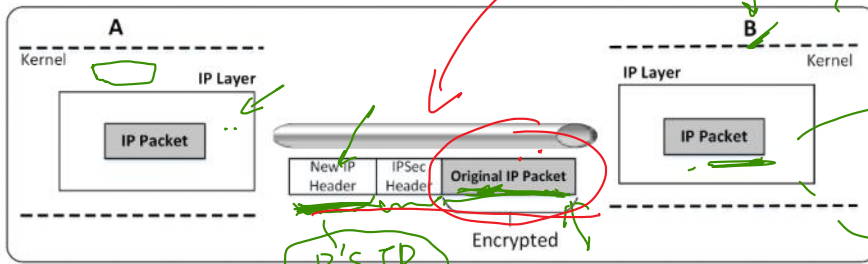 A
B
Kernel
Kernel
IP Layer
IP Layer
IP Packet
IP Packet
New IP
Header
IPSec
Header
Original IP Packet
Encrypted